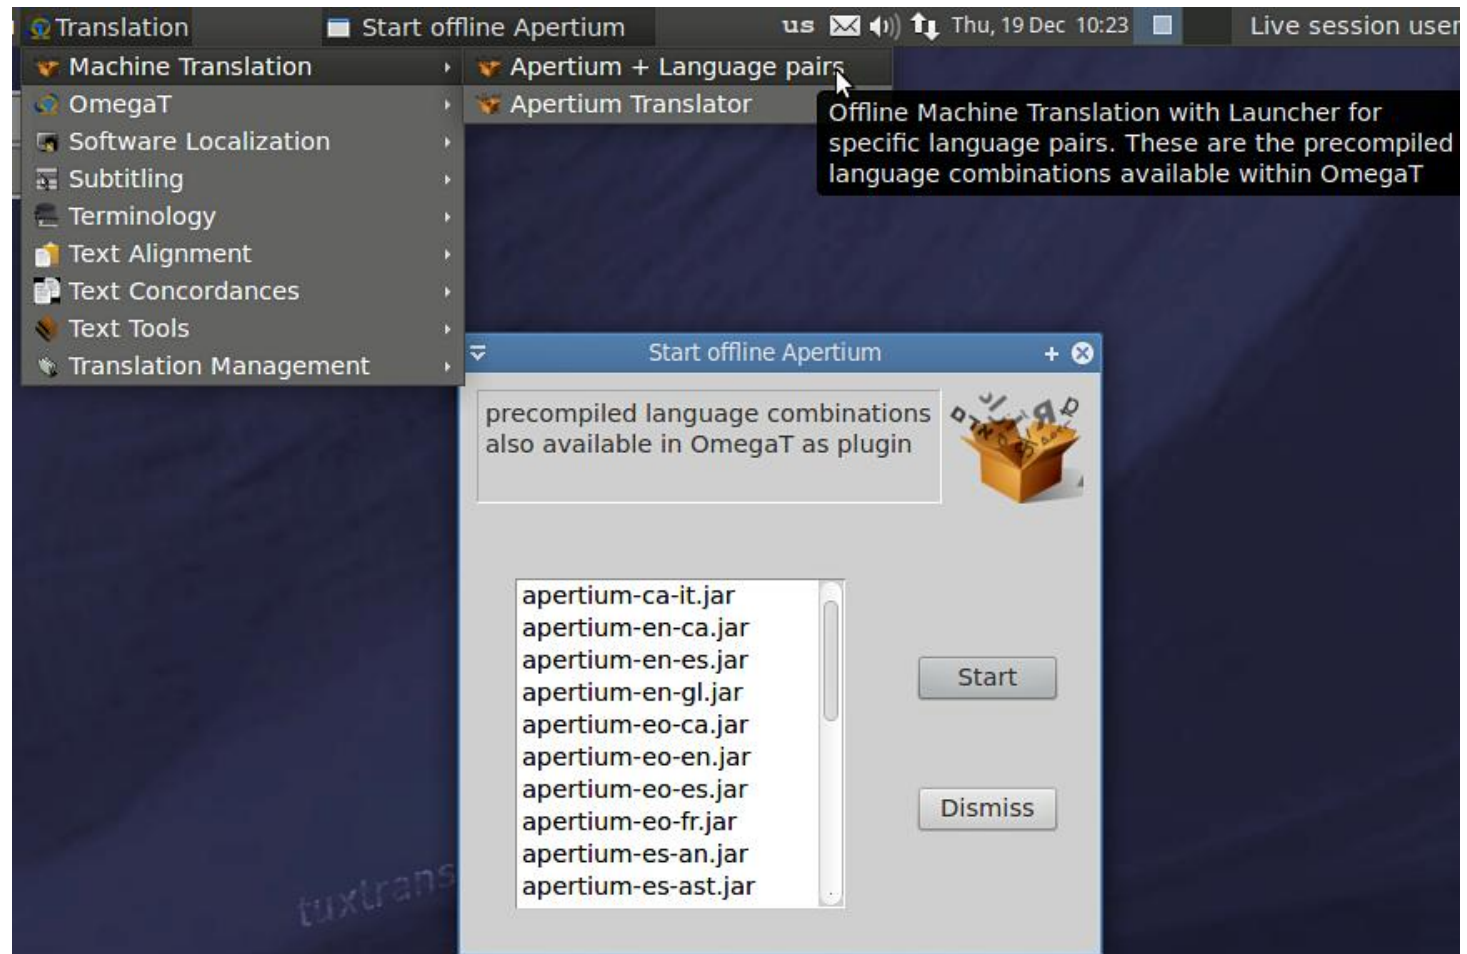 Translation
Start offline Apertium
us
Thu, 19 Dec 10:23
Live session user
Machine Translation
OmegaT
Software Localization
Subtitling
Terminology
Text Alignment
Text Concordances
Text Tools
Translation Management
Apertium + Language pairs
Apertium Translator
Offline Machine Translation with Launcher for
specific language pairs. These are the precompiled
language combinations available within OmegaT
Start offline Apertium
precompiled language combinations
also available in OmegaT as plugin
apertium-ca-it.jar
apertium-en-ca.jar
apertium-en-es.jar
apertium-en-gl.jar
apertium-eo-ca.jar
apertium-eo-en.jar
apertium-eo-es.jar
apertium-eo-fr.jar
apertium-es-an.jar
apertium-es-ast.jar
Start
Dismiss
tuxtrans